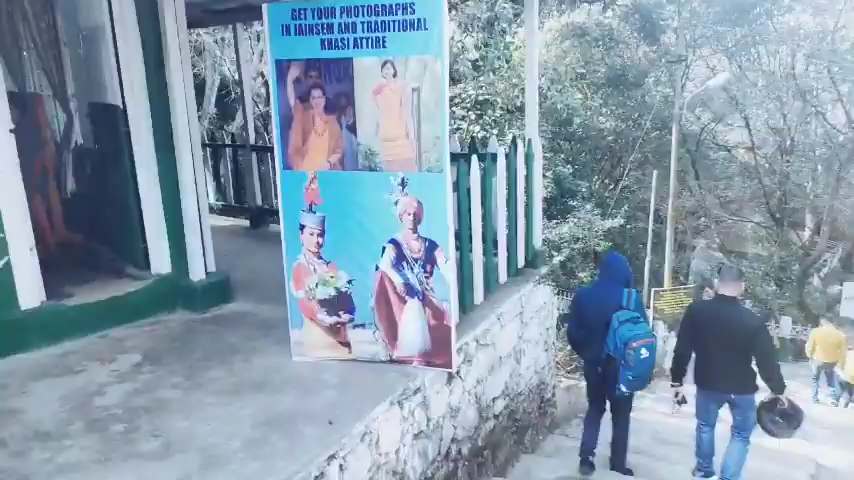 GET YOUR PHOTOGRAPHS
IN JAINSEM AND TRADITIONAL
KHASI ATTIRE